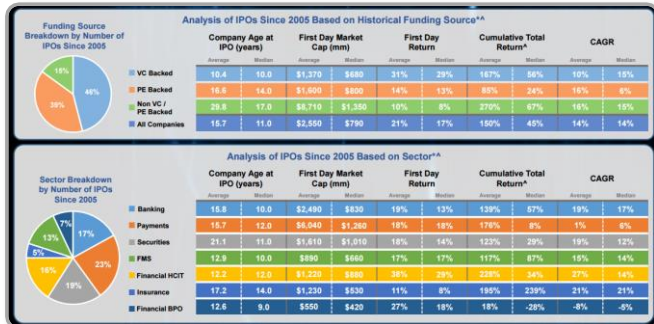 Funding Source
Breakdown by Number of
IPOs Since 2005
15%
46%
39%
Analysis of IPOs Since 2005 Based on Historical Funding Source*^
Company Age at IPO (years) First Day Market Cap (mm) First Day Return Cumulative Total Return^ CAGR
Average Median Average Median Average Median Average Median Average Median
VC Backed 10.4 10.0 $1,370 $680 31% 29% 167% 56% 10% 15%
PE Backed 16.6 14.0 $1,600 $800 14% 13% 65% 24% 16% 6%
Non VC / PE Backed 29.8 17.0 $8,710 $1,350 10% 8% 270% 67% 16% 15%
All Companies 15.7 11.0 $2,550 $790 21% 17% 150% 45% 14% 14%
Sector Breakdown
by Number of IPOs
Since 2005
7%
17%
13%
5%
23%
16%
19%
Analysis of IPOs Since 2005 Based on Sector*^
Company Age at IPO (years) First Day Market Cap (mm) First Day Return Cumulative Total Return^ CAGR
Average Median Average Median Average Median Average Median Average Median
Banking 15.8 10.0 $2,490 $830 19% 13% 139% 57% 19% 17%
Payments 15.7 12.0 $6,040 $1,260 18% 18% 176% 8% 1% 6%
Securities 21.1 11.0 $1,610 $1,010 18% 14% 123% 29% 19% 12%
FMS 12.9 10.0 $890 $660 17% 17% 117% 87% 15% 14%
Financial HCIT 12.2 12.0 $1,220 $880 38% 29% 228% 34% 27% 14%
Insurance 17.2 14.0 $1,230 $530 11% 8% 195% 239% 21% 21%
Financial BPO 12.6 9.0 $550 $420 27% 18% 18% -28% -8% -5%